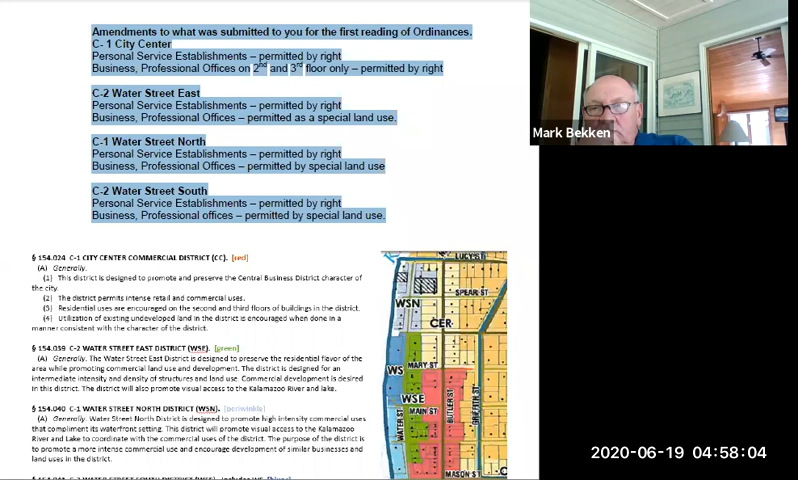 Amendments to what was submitted to you for the first reading of Ordinances.
C- 1 City Center
Personal Service Establishments – permitted by right
Business, Professional Offices on 2nd and 3rd floor only – permitted by right
C-2 Water Street East
Personal Service Establishments – permitted by right
Business, Professional Offices – permitted as a special land use.
C-1 Water Street North
Personal Service Establishments – permitted by right
Business, Professional Offices – permitted by special land use
C-2 Water Street South
Personal Service Establishments – permitted by right
Business, Professional offices – permitted by special land use.
§ 154.024 C-1 CITY CENTER COMMERCIAL DISTRICT (CC). [red]
(A) Generally.
(1) This district is designed to promote and preserve the Central Business District character of
the city.
(2) The district permits intense retail and commercial uses.
(3) Residential uses are encouraged on the second and third floors of buildings in the district.
(4) Utilization of existing undeveloped land in the district is encouraged when done in a
manner consistent with the character of the district.
§ 154.039 C-2 WATER STREET EAST DISTRICT (WSE). [green]
(A) Generally. The Water Street East District is designed to preserve the residential flavor of the
area while promoting commercial land use and development. The district is designed for an
intermediate intensity and density of structures and land use. Commercial development is desired
in this district. The district will also promote visual access to the Kalamazoo River and lake.
§ 154.040 C-1 WATER STREET NORTH DISTRICT (WSN). [periwinkle]
(A) Generally. Water Street North District is designed to promote high intensity commercial uses
that compliment its waterfront setting. This district will promote visual access to the Kalamazoo
River and Lake to coordinate with the commercial uses of the district. The purpose of the district is
to promote a more intense commercial use and encourage development of similar businesses and
land uses in the district.
LUCY ST
SPEAR ST
WSN
CER
MARY ST
WS
WSE
MAIN ST
WATER ST
BUTLER ST
GRIFFITH ST
MASON ST
C
Mark Bekken
2020-06-19 04:58:04